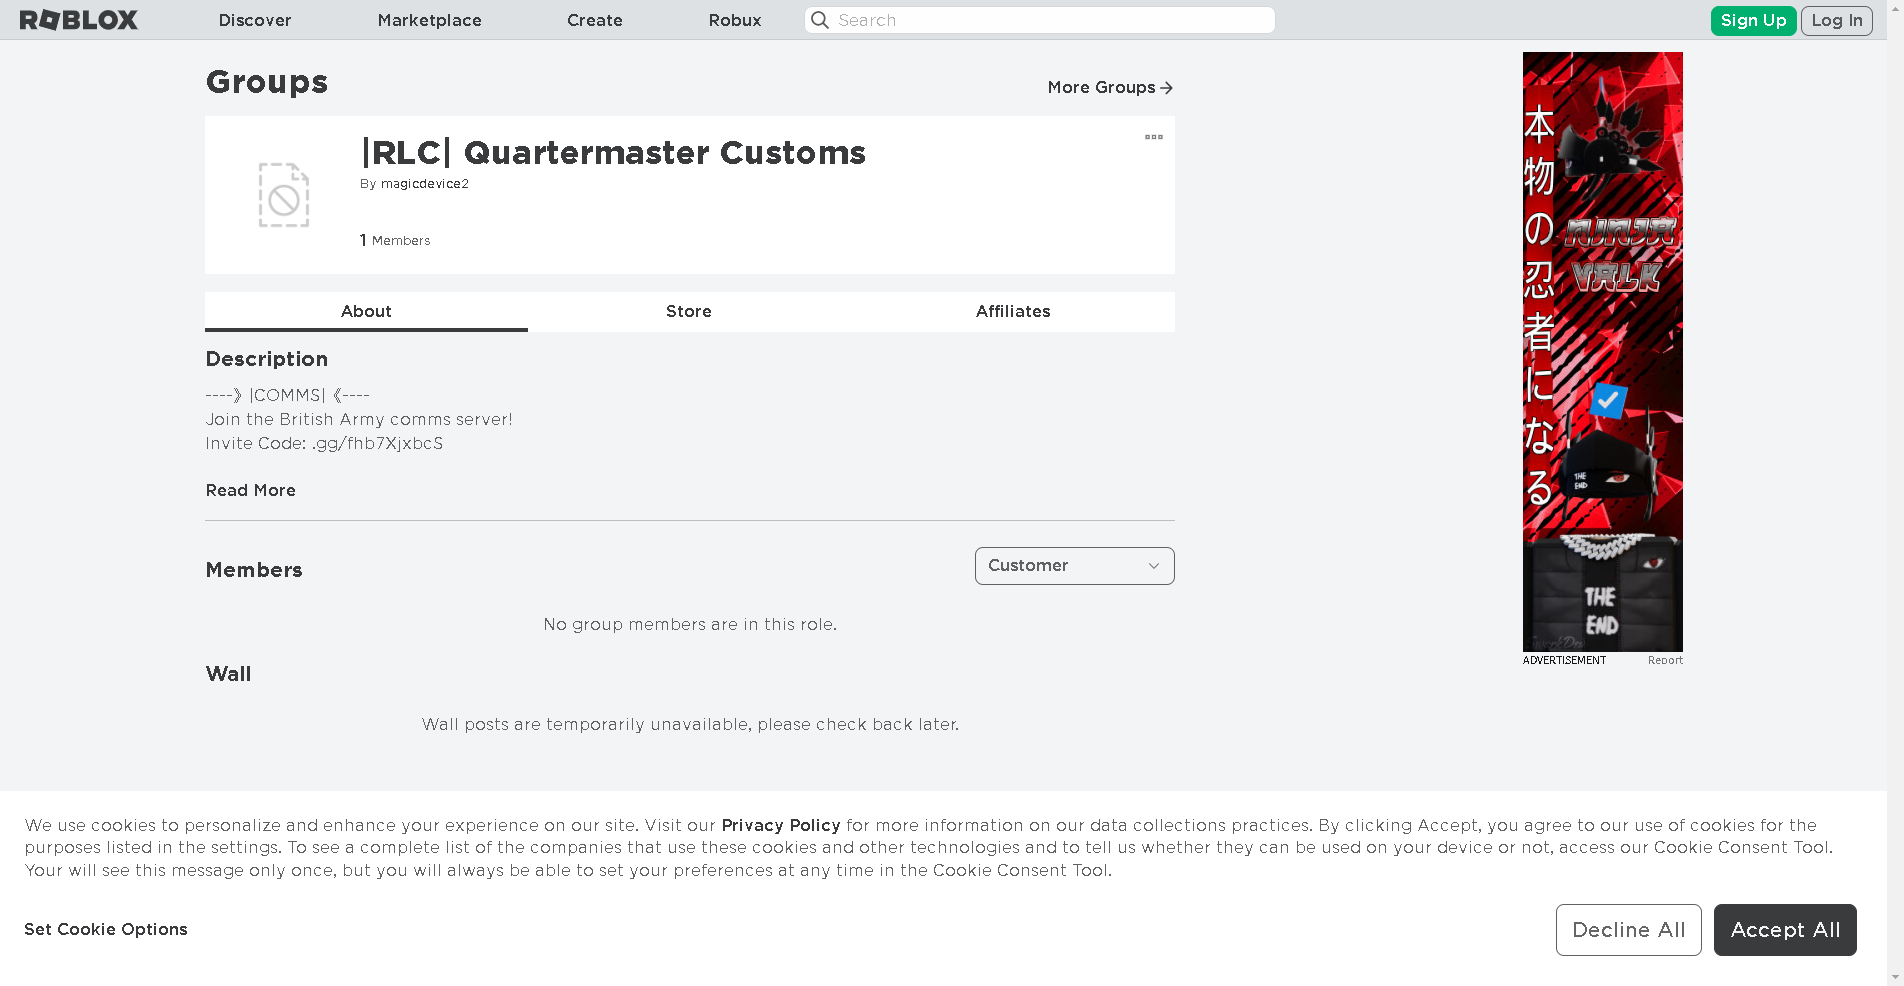 ROBLOX
Discover
Marketplace
Create
Robux
Search
Sign Up
Log In
Groups
More Groups
|RLC| Quartermaster Customs
By magicdevice2
1 Members
About
Store
Affiliates
Description
----》|COMMS|《----
Join the British Army comms server!
Invite Code: .gg/fhb7XjxbcS
Read More
Members
Customer
No group members are in this role.
Wall
Wall posts are temporarily unavailable, please check back later.
本物の忍者になる
NINJA
VALK
THE
END
THE
END
ADVERTISEMENT
Report
We use cookies to personalize and enhance your experience on our site. Visit our Privacy Policy for more information on our data collections practices. By clicking Accept, you agree to our use of cookies for the
purposes listed in the settings. To see a complete list of the companies that use these cookies and other technologies and to tell us whether they can be used on your device or not, access our Cookie Consent Tool.
Your will see this message only once, but you will always be able to set your preferences at any time in the Cookie Consent Tool.
Set Cookie Options
Decline All
Accept All